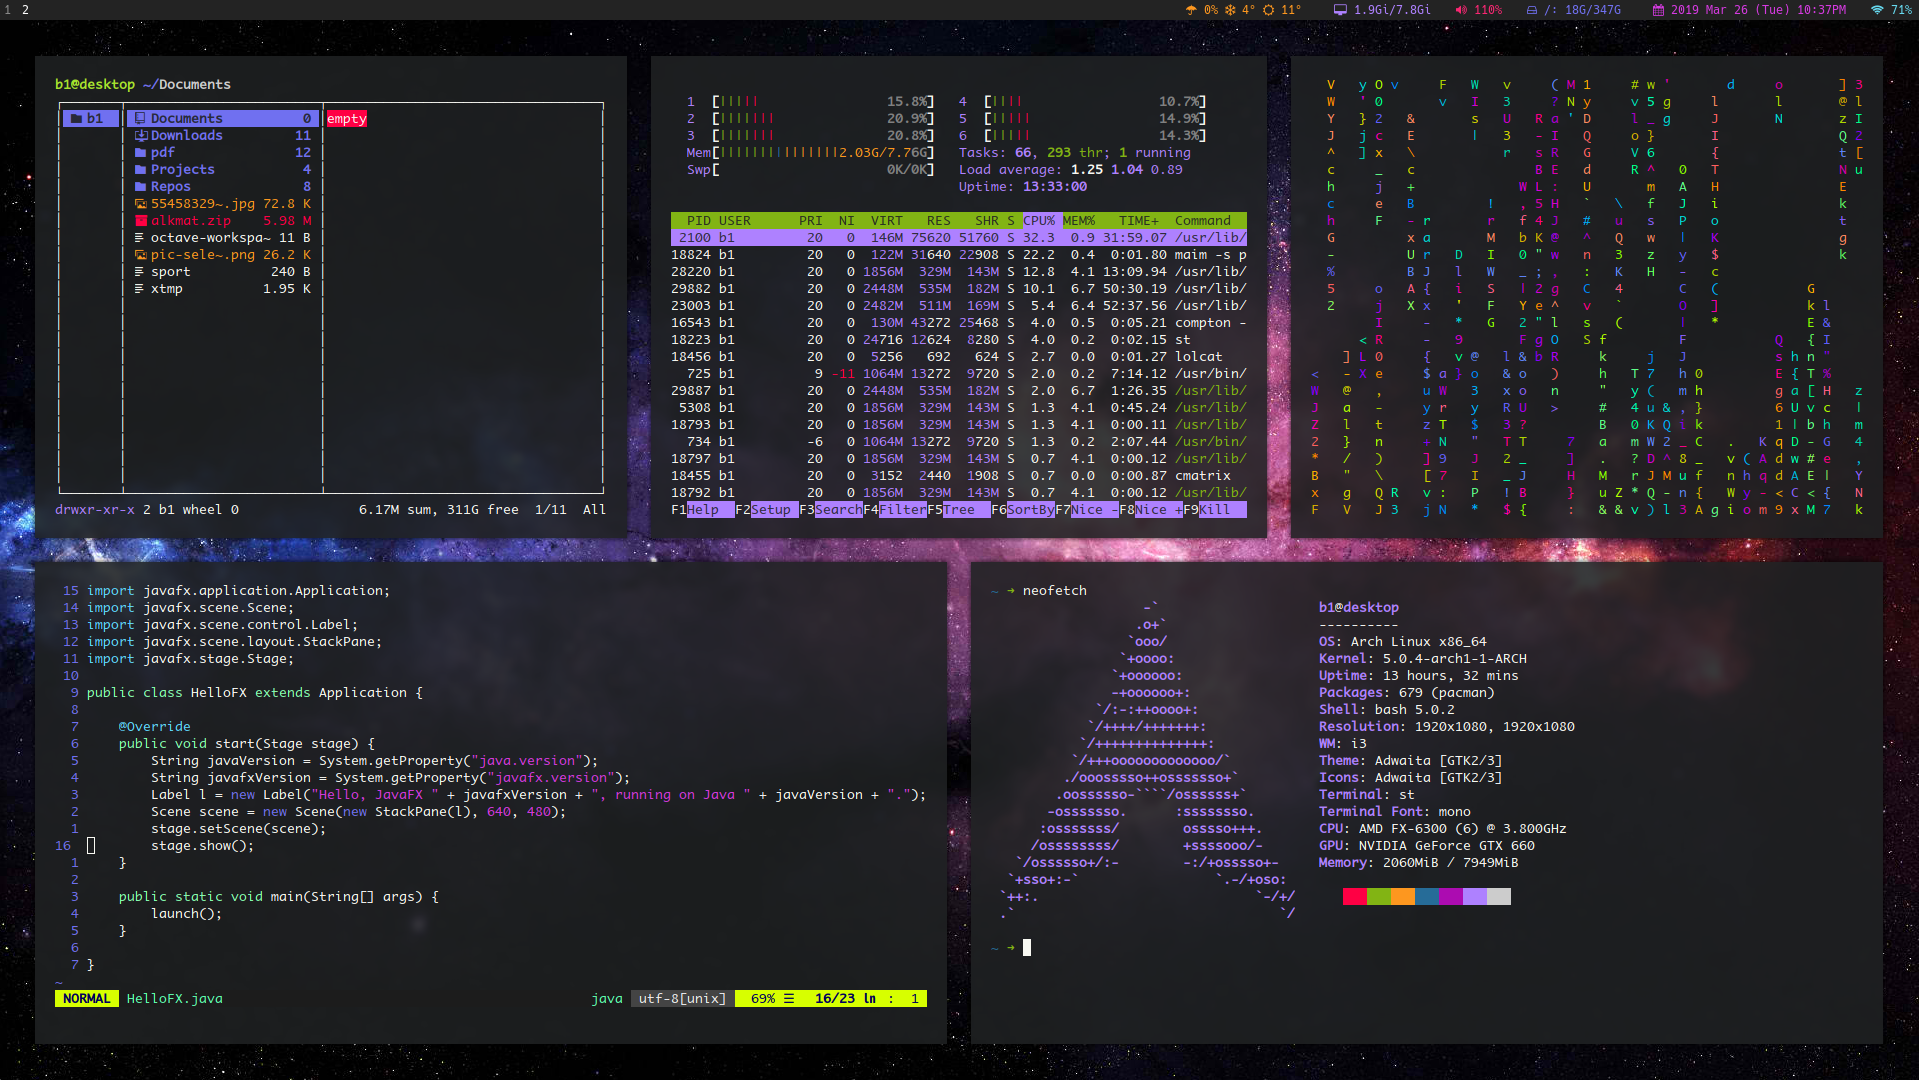 1 2 0% 4° 11° 1.9Gi/7.8Gi 110% /: 18G/347G 2019 Mar 26 (Tue) 10:37PM 71%
b1@desktop ~/Documents
b1 Documents 0 empty
Downloads 11
pdf 12
Projects 4
Repos 8
55458329~.jpg 72.8 K
alkmat.zip 5.98 M
octave-workspa~ 11 B
pic-sele~.png 26.2 K
sport 240 B
xtmp 1.95 K
drwxr-xr-x 2 b1 wheel 0 6.17M sum, 311G free 1/11 All
1 [||||| 15.8%] 4 [|||| 10.7%]
2 [||||||| 20.9%] 5 [||||| 14.9%]
3 [||||||| 20.8%] 6 [||||| 14.3%]
Mem[|||||||||||||||2.03G/7.76G] Tasks: 66, 293 thr; 1 running
Swp[ 0K/0K] Load average: 1.25 1.04 0.89
Uptime: 13:33:00
PID USER PRI NI VIRT RES SHR S CPU% MEM% TIME+ Command
2100 b1 20 0 146M 75620 51760 S 32.3 0.9 31:59.07 /usr/lib/
18824 b1 20 0 122M 31640 22908 S 22.2 0.4 0:01.80 maim -s p
28220 b1 20 0 1856M 329M 143M S 12.8 4.1 13:09.94 /usr/lib/
29882 b1 20 0 2448M 535M 182M S 10.1 6.7 50:30.19 /usr/lib/
23003 b1 20 0 2482M 511M 169M S 5.4 6.4 52:37.56 /usr/lib/
16543 b1 20 0 130M 43272 25468 S 4.0 0.5 0:05.21 compton -
18223 b1 20 0 24716 12624 8280 S 4.0 0.2 0:02.15 st
18456 b1 20 0 5256 692 624 S 2.7 0.0 0:01.27 lolcat
725 b1 9 -11 1064M 13272 9720 S 2.0 0.2 7:14.12 /usr/bin/
29887 b1 20 0 2448M 535M 182M S 2.0 6.7 1:26.35 /usr/lib/
5308 b1 20 0 1856M 329M 143M S 1.3 4.1 0:45.24 /usr/lib/
18793 b1 20 0 1856M 329M 143M S 1.3 4.1 0:00.11 /usr/lib/
734 b1 -6 0 1064M 13272 9720 S 1.3 0.2 2:07.44 /usr/bin/
18797 b1 20 0 1856M 329M 143M S 0.7 4.1 0:00.12 /usr/lib/
18455 b1 20 0 3152 2440 1908 S 0.7 0.0 0:00.87 cmatrix
18792 b1 20 0 1856M 329M 143M S 0.7 4.1 0:00.12 /usr/lib/
F1Help F2Setup F3SearchF4FilterF5Tree F6SortByF7Nice -F8Nice +F9Kill
15 import javafx.application.Application;
14 import javafx.scene.Scene;
13 import javafx.scene.control.Label;
12 import javafx.scene.layout.StackPane;
11 import javafx.stage.Stage;
10
9 public class HelloFX extends Application {
8
7 @Override
6 public void start(Stage stage) {
5 String javaVersion = System.getProperty("java.version");
4 String javafxVersion = System.getProperty("javafx.version");
3 Label l = new Label("Hello, JavaFX " + javafxVersion + ", running on Java " + javaVersion + ".");
2 Scene scene = new Scene(new StackPane(l), 640, 480);
1 stage.setScene(scene);
16 stage.show();
1 }
2
3 public static void main(String[] args) {
4 launch();
5 }
6
7 }
~
NORMAL HelloFX.java java utf-8[unix] 69% ☰ 16/23 ln : 1
~ → neofetch
b1@desktop
----------
OS: Arch Linux x86_64
Kernel: 5.0.4-arch1-1-ARCH
Uptime: 13 hours, 32 mins
Packages: 679 (pacman)
Shell: bash 5.0.2
Resolution: 1920x1080, 1920x1080
WM: i3
Theme: Adwaita [GTK2/3]
Icons: Adwaita [GTK2/3]
Terminal: st
Terminal Font: mono
CPU: AMD FX-6300 (6) @ 3.800GHz
GPU: NVIDIA GeForce GTX 660
Memory: 2060MiB / 7949MiB
~ →